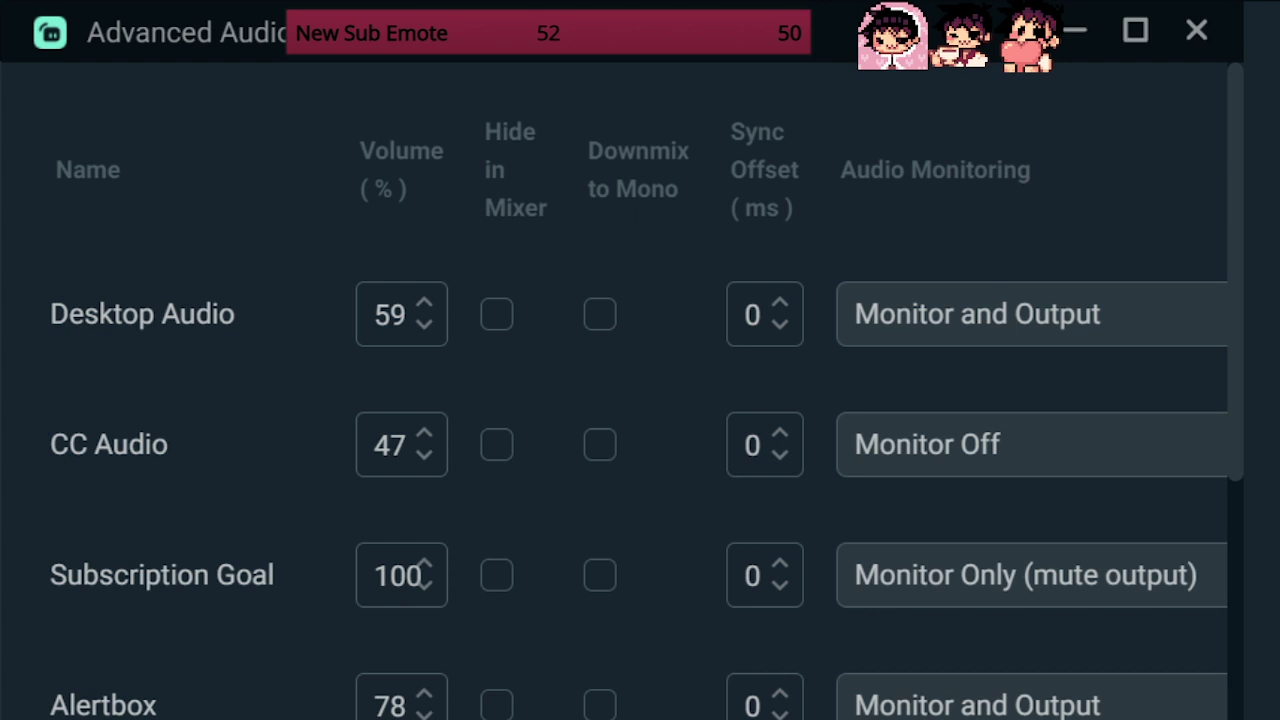 Advanced Audio
New Sub Emote 52 50
Name
Volume
( % )
Hide
in
Mixer
Downmix
to Mono
Sync
Offset
( ms )
Audio Monitoring
Desktop Audio 59 0 Monitor and Output
CC Audio 47 0 Monitor Off
Subscription Goal 100 0 Monitor Only (mute output)
Alertbox 78 0 Monitor and Output